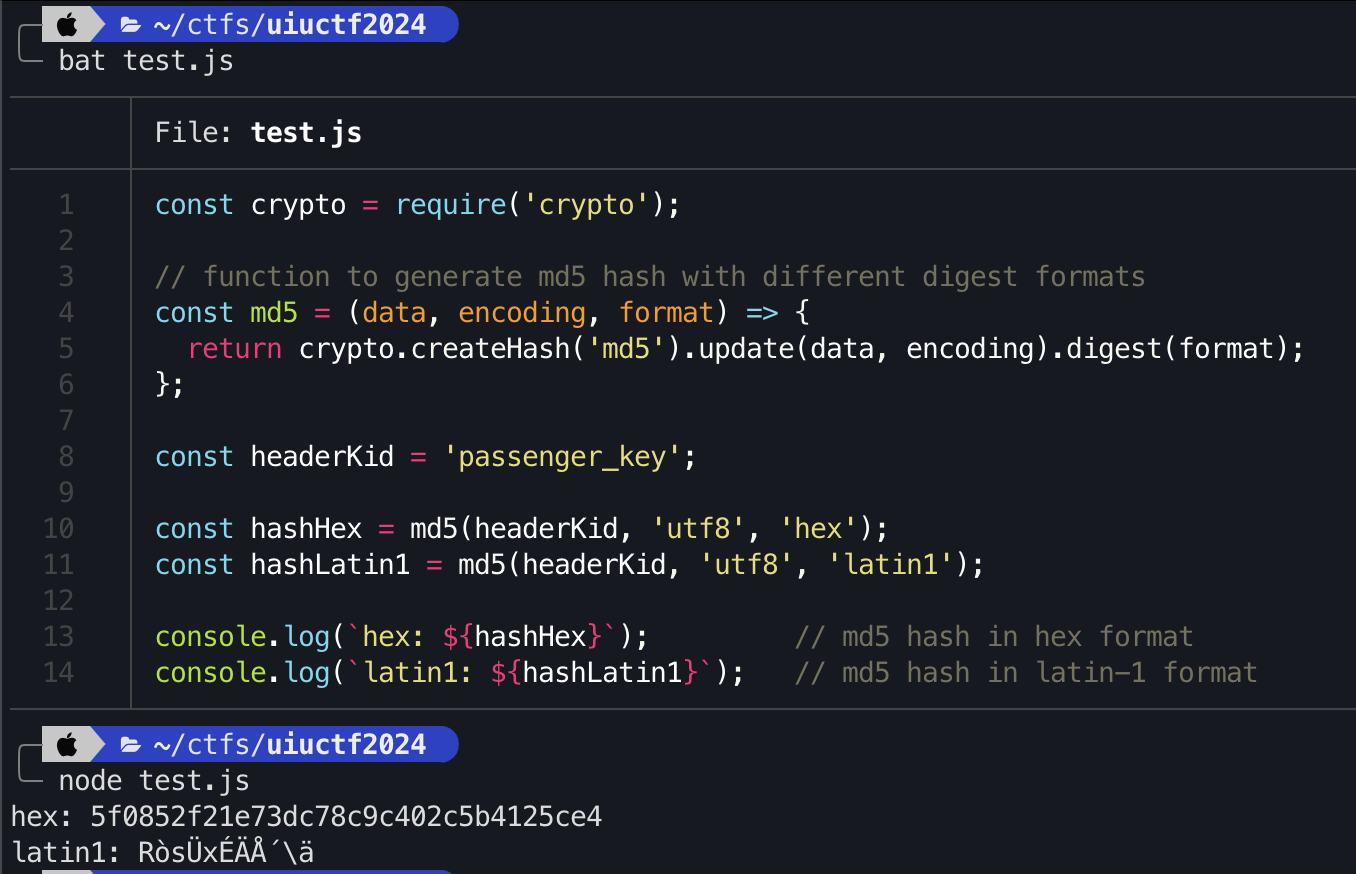 ~/ctfs/uiuctf2024
bat test.js
File: test.js
1 const crypto = require('crypto');
2
3 // function to generate md5 hash with different digest formats
4 const md5 = (data, encoding, format) => {
5   return crypto.createHash('md5').update(data, encoding).digest(format);
6 };
7
8 const headerKid = 'passenger_key';
9
10 const hashHex = md5(headerKid, 'utf8', 'hex');
11 const hashLatin1 = md5(headerKid, 'utf8', 'latin1');
12
13 console.log(`hex: ${hashHex}`);         // md5 hash in hex format
14 console.log(`latin1: ${hashLatin1}`);   // md5 hash in latin-1 format
~/ctfs/uiuctf2024
node test.js
hex: 5f0852f21e73dc78c9c402c5b4125ce4
latin1: RòsÜxÉÄÅ´\ä